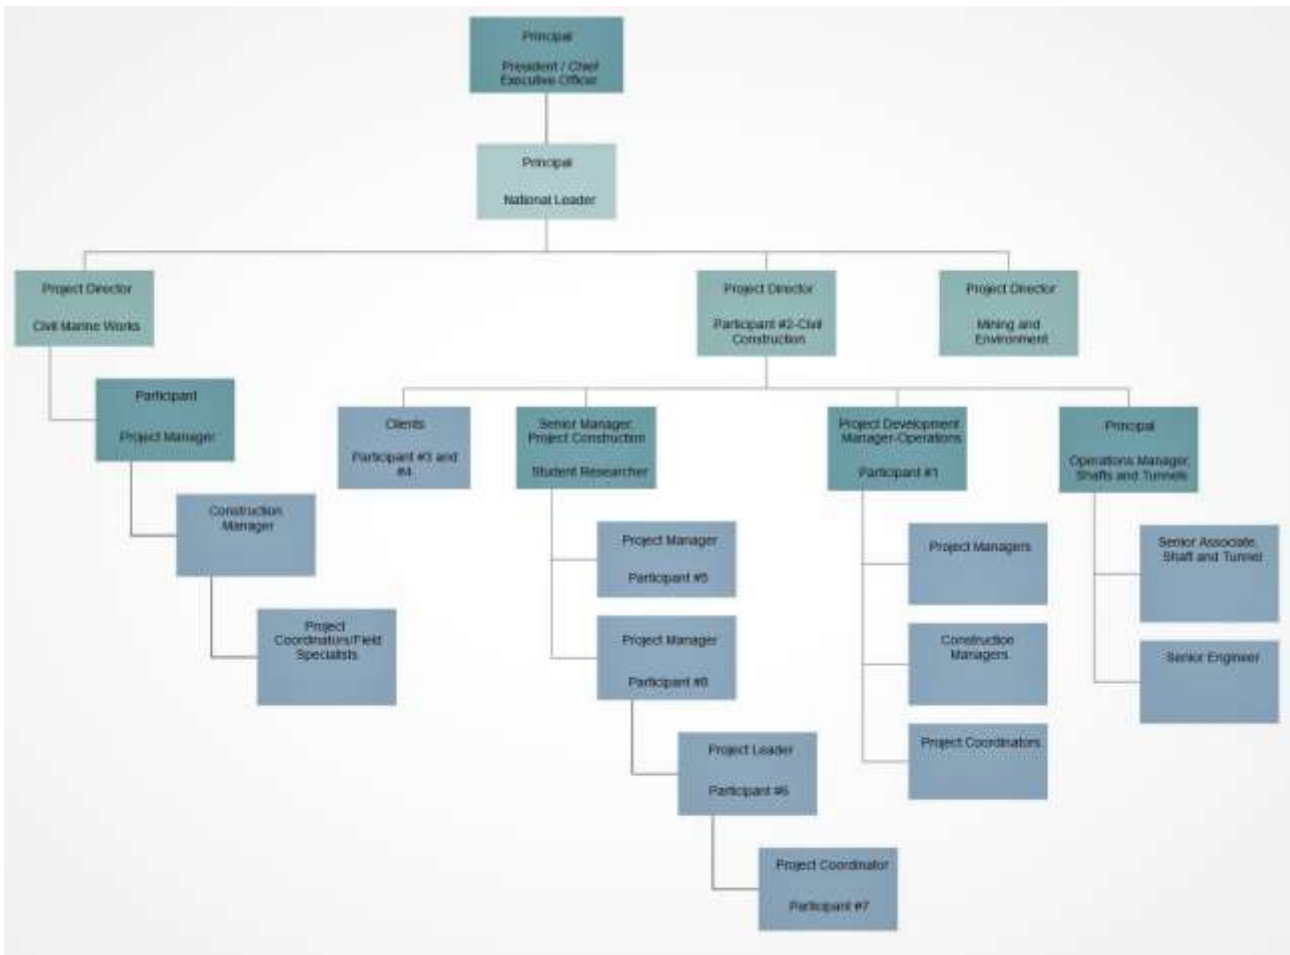 Principal
President / Chief
Executive Officer
Principal
National Leader
Project Director
Civil Marine Works
Project Director
Participant #2-Civil
Construction
Project Director
Mining and
Environment
Participant
Project Manager
Clients
Participant #3 and
#4
Senior Manager,
Project Construction
Student Researcher
Project Development
Manager-Operations
Participant #1
Principal
Operations Manager,
Shafts and Tunnels
Construction
Manager
Project Manager
Participant #5
Project Managers
Senior Associate,
Shaft and Tunnel
Project
Coordinators/Field
Specialists
Project Manager
Participant #8
Construction
Managers
Senior Engineer
Project Leader
Participant #6
Project Coordinators
Project Coordinator
Participant #7